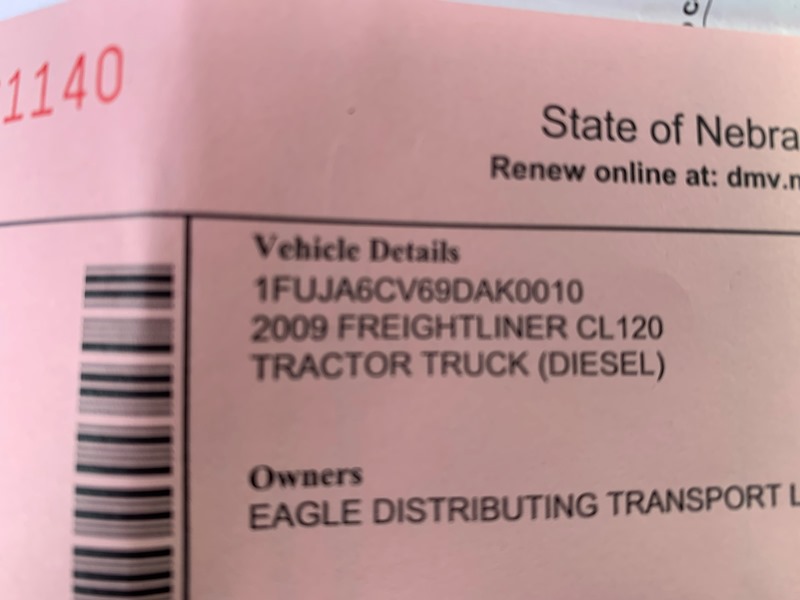 1140
State of Nebra
Renew online at: dmv.n
Vehicle Details
1FUJA6CV69DAK0010
2009 FREIGHTLINER CL120
TRACTOR TRUCK (DIESEL)
Owners
EAGLE DISTRIBUTING TRANSPORT L